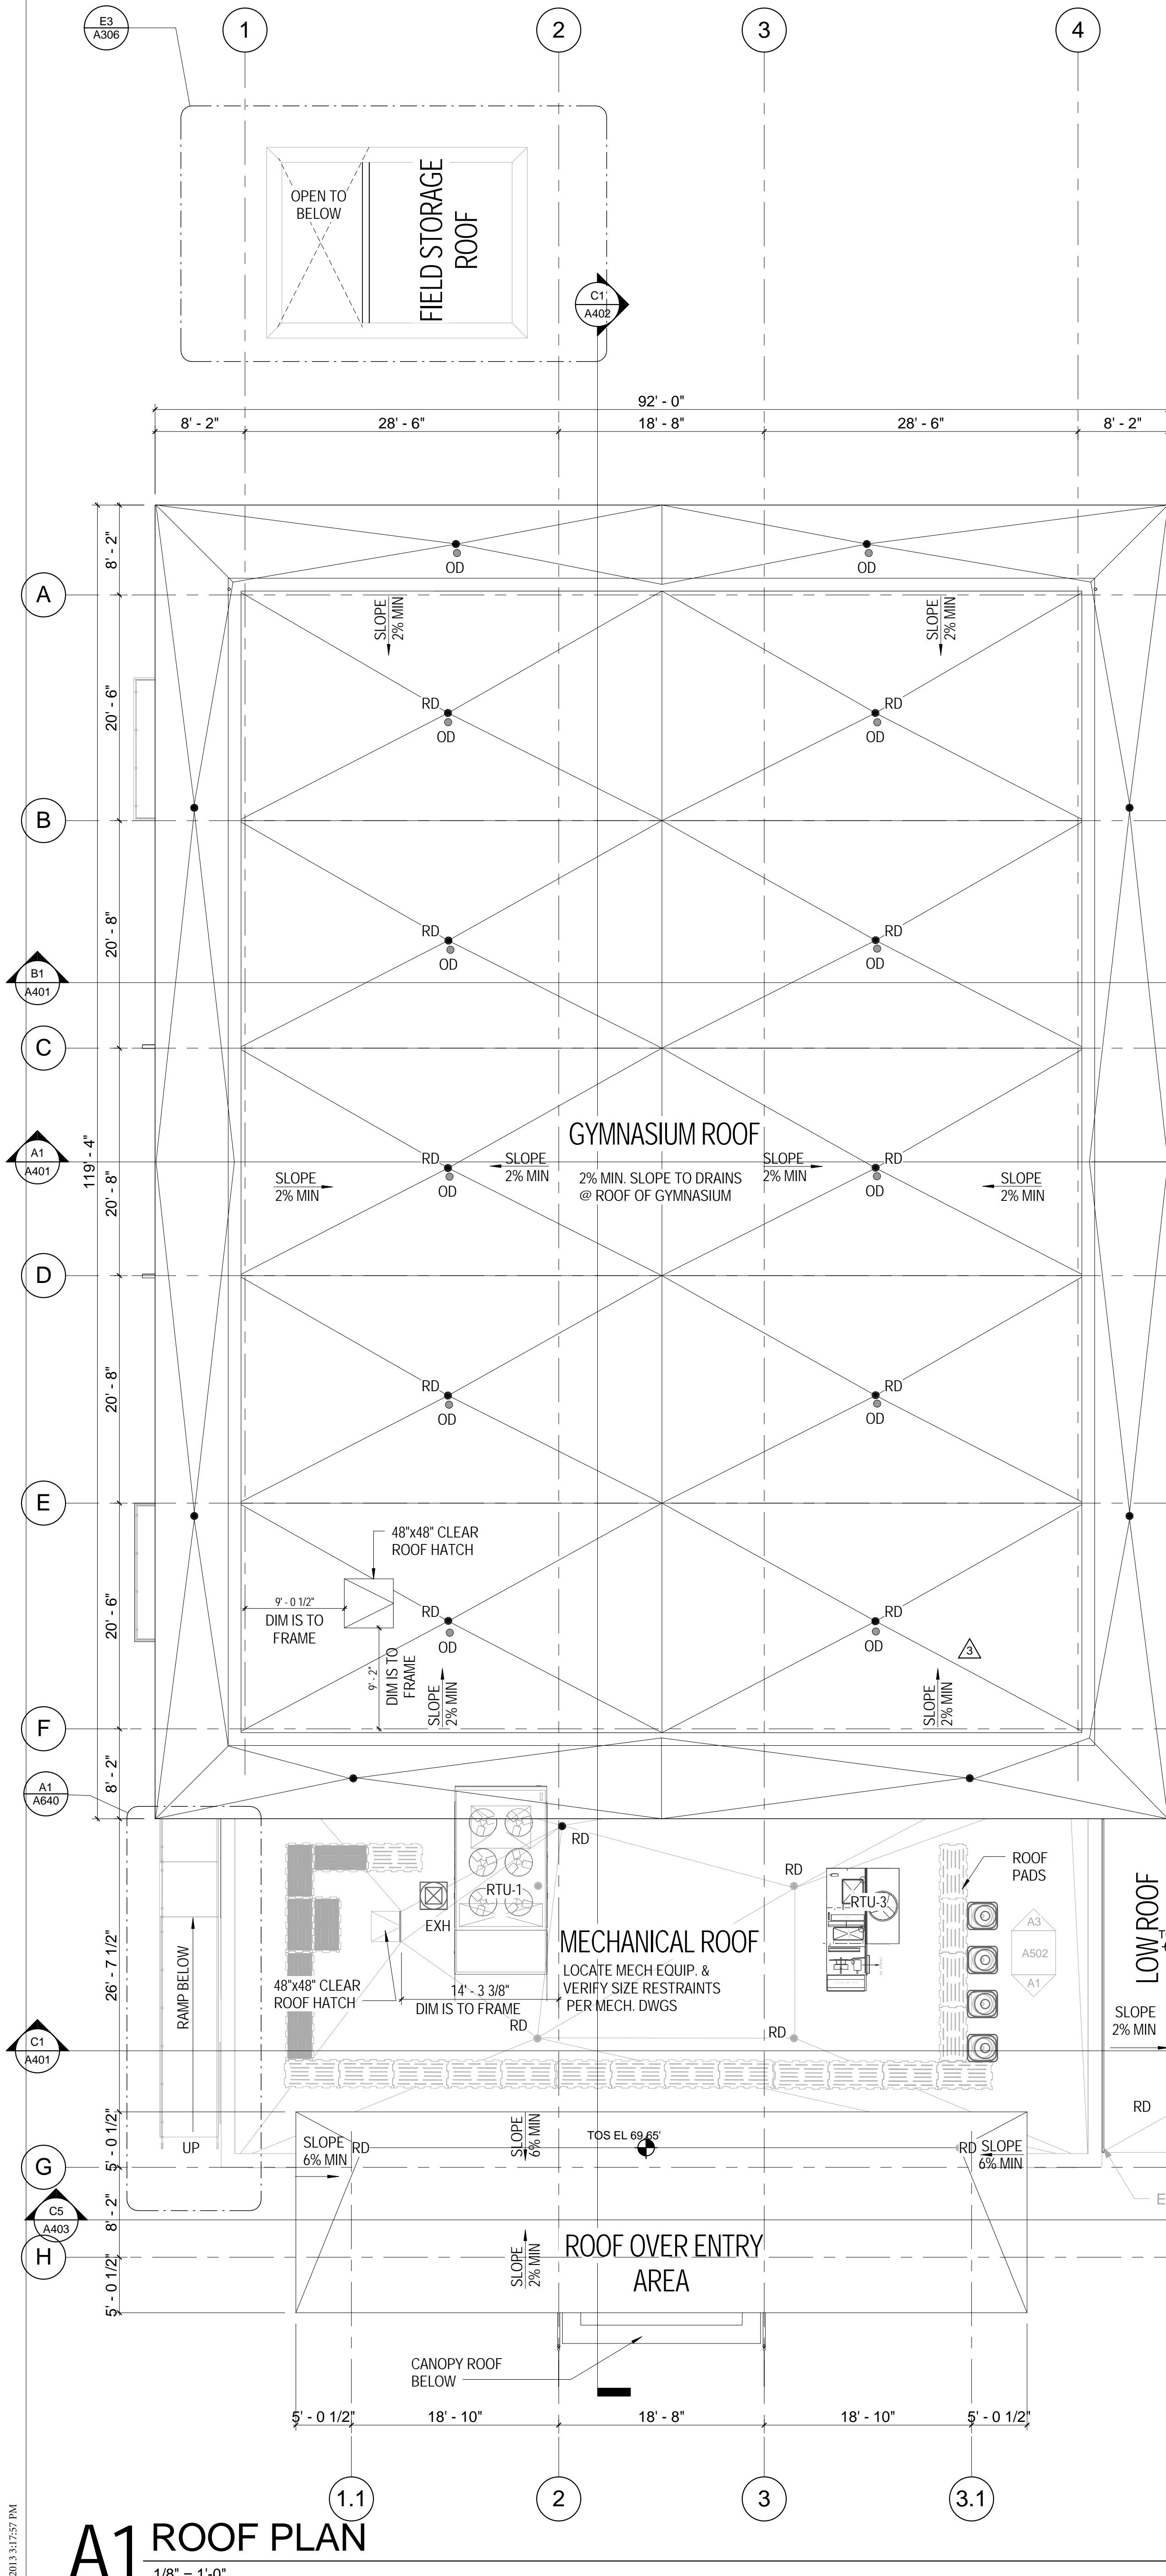 E3
A306
1
2
3
4
OPEN TO
BELOW
FIELD STORAGE
ROOF
C1
A402
92' - 0"
8' - 2"
28' - 6"
18' - 8"
28' - 6"
8' - 2"
8' - 2"
OD
OD
A
SLOPE
2% MIN
SLOPE
2% MIN
20' - 6"
RD
OD
RD
OD
B
20' - 8"
RD
OD
RD
OD
B1
A401
C
119' - 4"
GYMNASIUM ROOF
A1
A401
20' - 8"
SLOPE
2% MIN
RD
OD
SLOPE
2% MIN
2% MIN. SLOPE TO DRAINS
@ ROOF OF GYMNASIUM
SLOPE
2% MIN
RD
OD
SLOPE
2% MIN
D
20' - 8"
RD
OD
RD
OD
E
48"x48" CLEAR
ROOF HATCH
20' - 6"
9' - 0 1/2"
DIM IS TO
FRAME
RD
OD
RD
OD
3
9' - 2"
DIM IS TO
FRAME
SLOPE
2% MIN
SLOPE
2% MIN
F
8' - 2"
A1
A640
RD
RD
ROOF
PADS
RTU-1
RTU-3
EXH
A3
A502
A1
MECHANICAL ROOF
LOCATE MECH EQUIP. &
VERIFY SIZE RESTRAINTS
PER MECH. DWGS
LOW ROOF
26' - 7 1/2"
RAMP BELOW
48"x48" CLEAR
ROOF HATCH
14' - 3 3/8"
DIM IS TO FRAME
RD
RD
SLOPE
2% MIN
C1
A401
RD
5' - 0 1/2"
UP
SLOPE
6% MIN
RD
SLOPE
6% MIN
TOS EL 69.65'
RD
SLOPE
6% MIN
G
8' - 2"
C5
A403
E
H
SLOPE
2% MIN
ROOF OVER ENTRY
AREA
5' - 0 1/2"
CANOPY ROOF
BELOW
5' - 0 1/2"
18' - 10"
18' - 8"
18' - 10"
5' - 0 1/2"
1.1
2
3
3.1
2013 3:17:57 PM
A1
ROOF PLAN
1/8" = 1'-0"